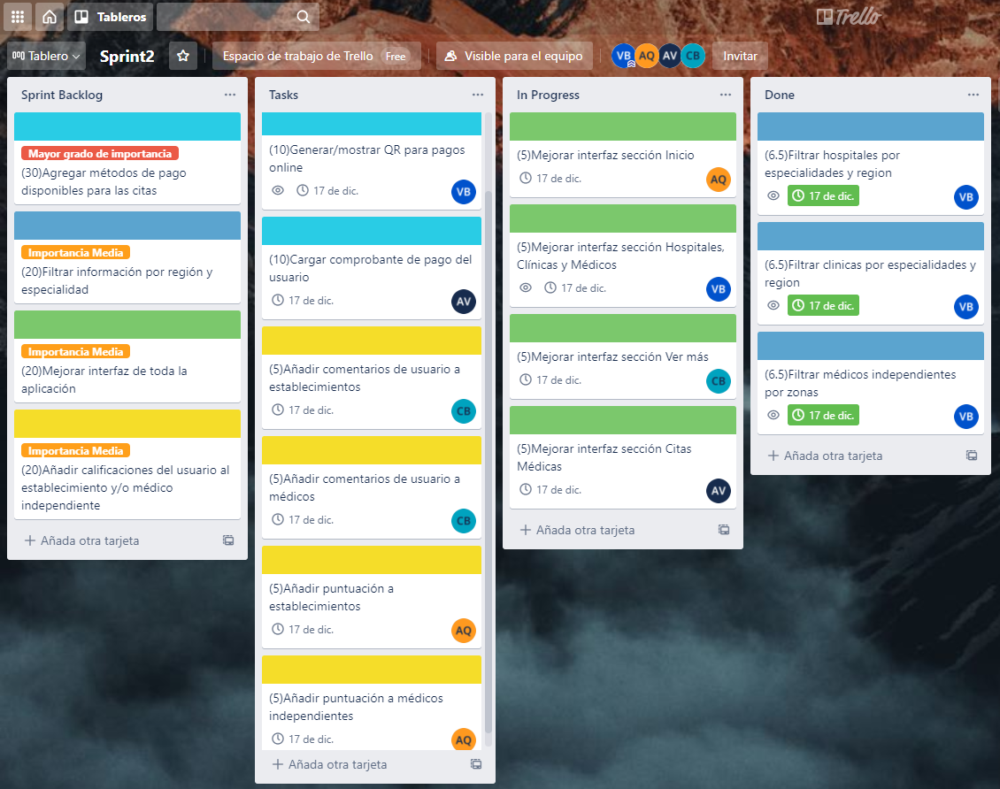 Tableros
Trello
Tablero
Sprint2
Espacio de trabajo de Trello Free
Visible para el equipo
VB AQ AV CB
Invitar
Sprint Backlog
Mayor grado de importancia
(30)Agregar métodos de pago
disponibles para las citas
Importancia Media
(20)Filtrar información por región y
especialidad
Importancia Media
(20)Mejorar interfaz de toda la
aplicación
Importancia Media
(20)Añadir calificaciones del usuario al
establecimiento y/o médico
independiente
+ Añada otra tarjeta
Tasks
(10)Generar/mostrar QR para pagos
online
17 de dic.
VB
(10)Cargar comprobante de pago del
usuario
17 de dic.
AV
(5)Añadir comentarios de usuario a
establecimientos
17 de dic.
CB
(5)Añadir comentarios de usuario a
médicos
17 de dic.
CB
(5)Añadir puntuación a
establecimientos
17 de dic.
AQ
(5)Añadir puntuación a médicos
independientes
17 de dic.
AQ
+ Añada otra tarjeta
In Progress
(5)Mejorar interfaz sección Inicio
17 de dic.
AQ
(5)Mejorar interfaz sección Hospitales,
Clínicas y Médicos
17 de dic.
VB
(5)Mejorar interfaz sección Ver más
17 de dic.
CB
(5)Mejorar interfaz sección Citas
Médicas
17 de dic.
AV
+ Añada otra tarjeta
Done
(6.5)Filtrar hospitales por
especialidades y region
17 de dic.
VB
(6.5)Filtrar clinicas por especialidades y
region
17 de dic.
VB
(6.5)Filtrar médicos independientes
por zonas
17 de dic.
VB
+ Añada otra tarjeta